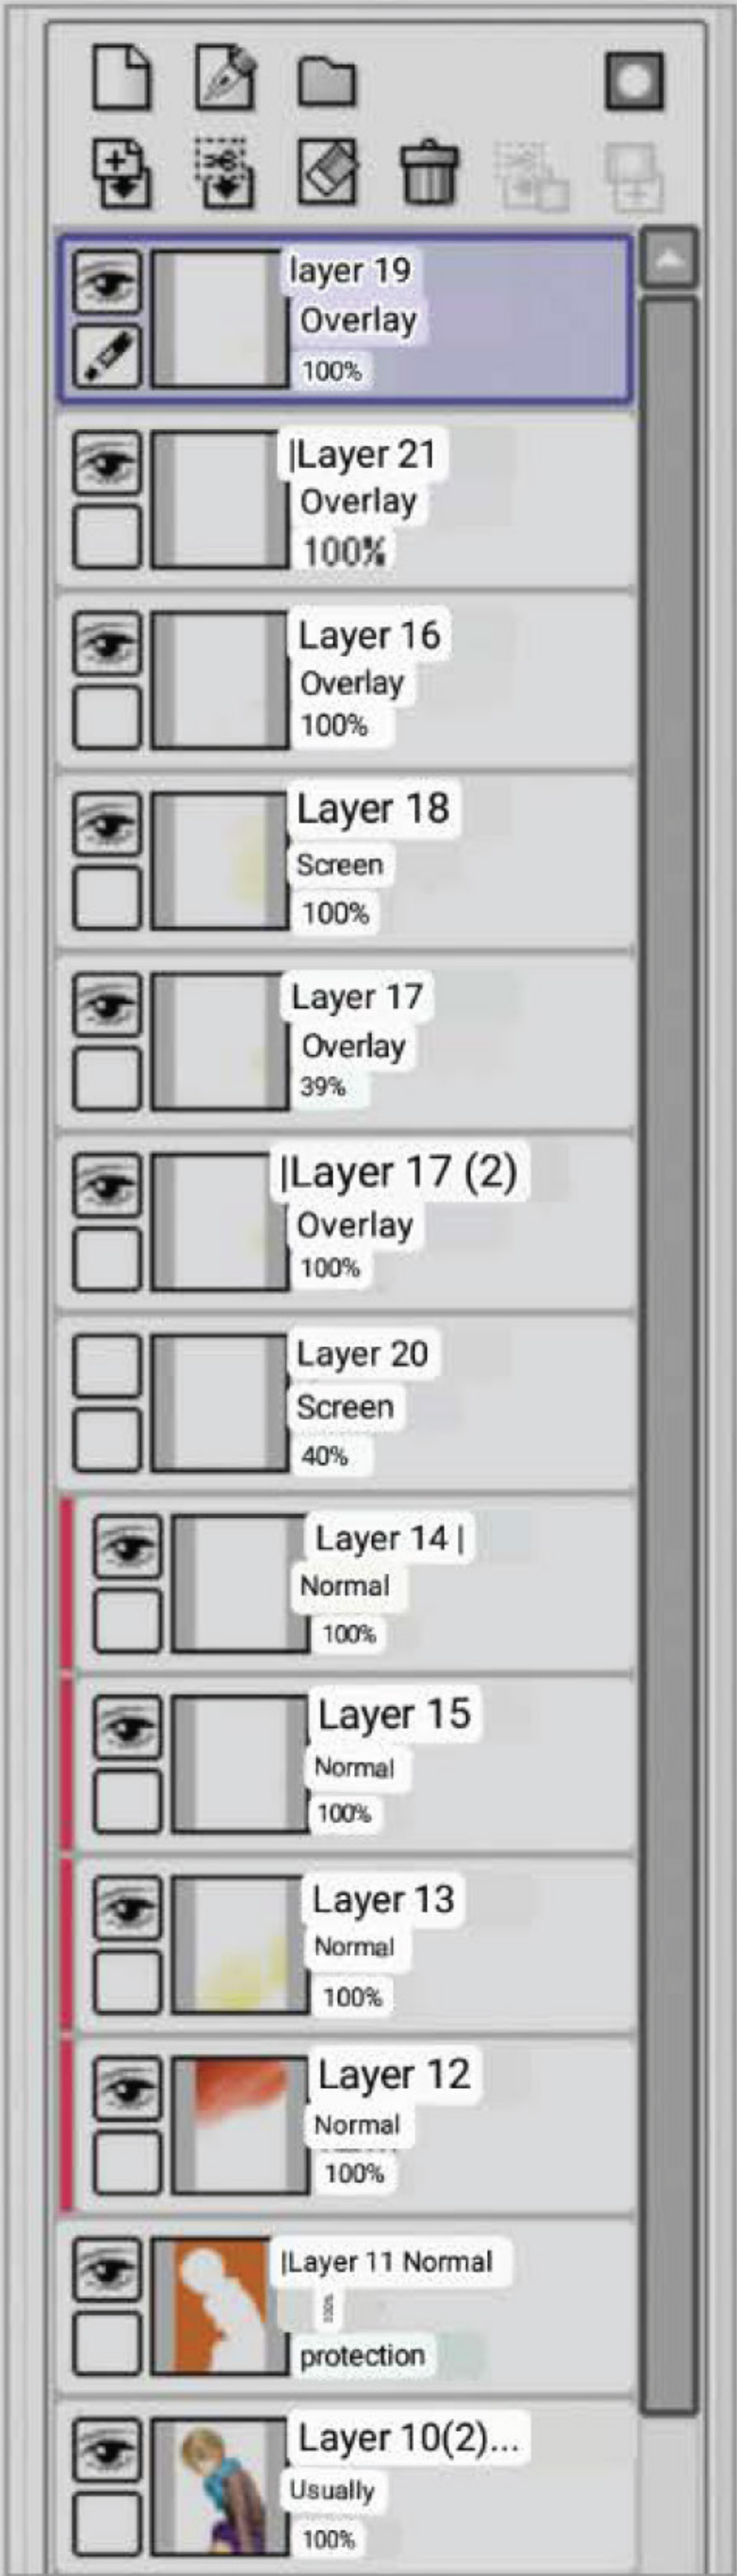 layer 19
Overlay
100%
|Layer 21
Overlay
100%
Layer 16
Overlay
100%
Layer 18
Screen
100%
Layer 17
Overlay
39%
|Layer 17 (2)
Overlay
100%
Layer 20
Screen
40%
Layer 14 |
Normal
100%
Layer 15
Normal
100%
Layer 13
Normal
100%
Layer 12
Normal
100%
|Layer 11 Normal
100%
protection
Layer 10(2)...
Usually
100%